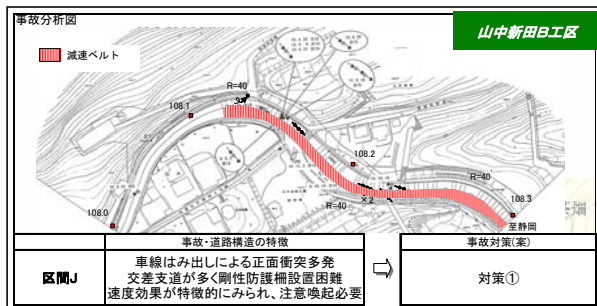 事故分析図
山中新田B工区
減速ベルト
R=40
108.1
108.2
R=40
R=40
×2
108.3
108.0
至静岡
事故・道路構造の特徴
事故対策(案)
区間J
車線はみ出しによる正面衝突多発
交差支道が多く剛性防護柵設置困難
速度効果が特徴的にみられ、注意喚起必要
対策①